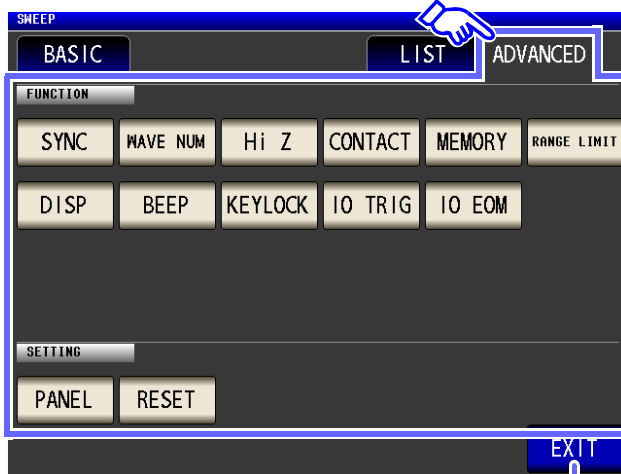 SWEEP
BASIC LIST ADVANCED
FUNCTION
SYNC WAVE NUM Hi Z CONTACT MEMORY RANGE LIMIT
DISP BEEP KEYLOCK IO TRIG IO EOM
SETTING
PANEL RESET
EXIT